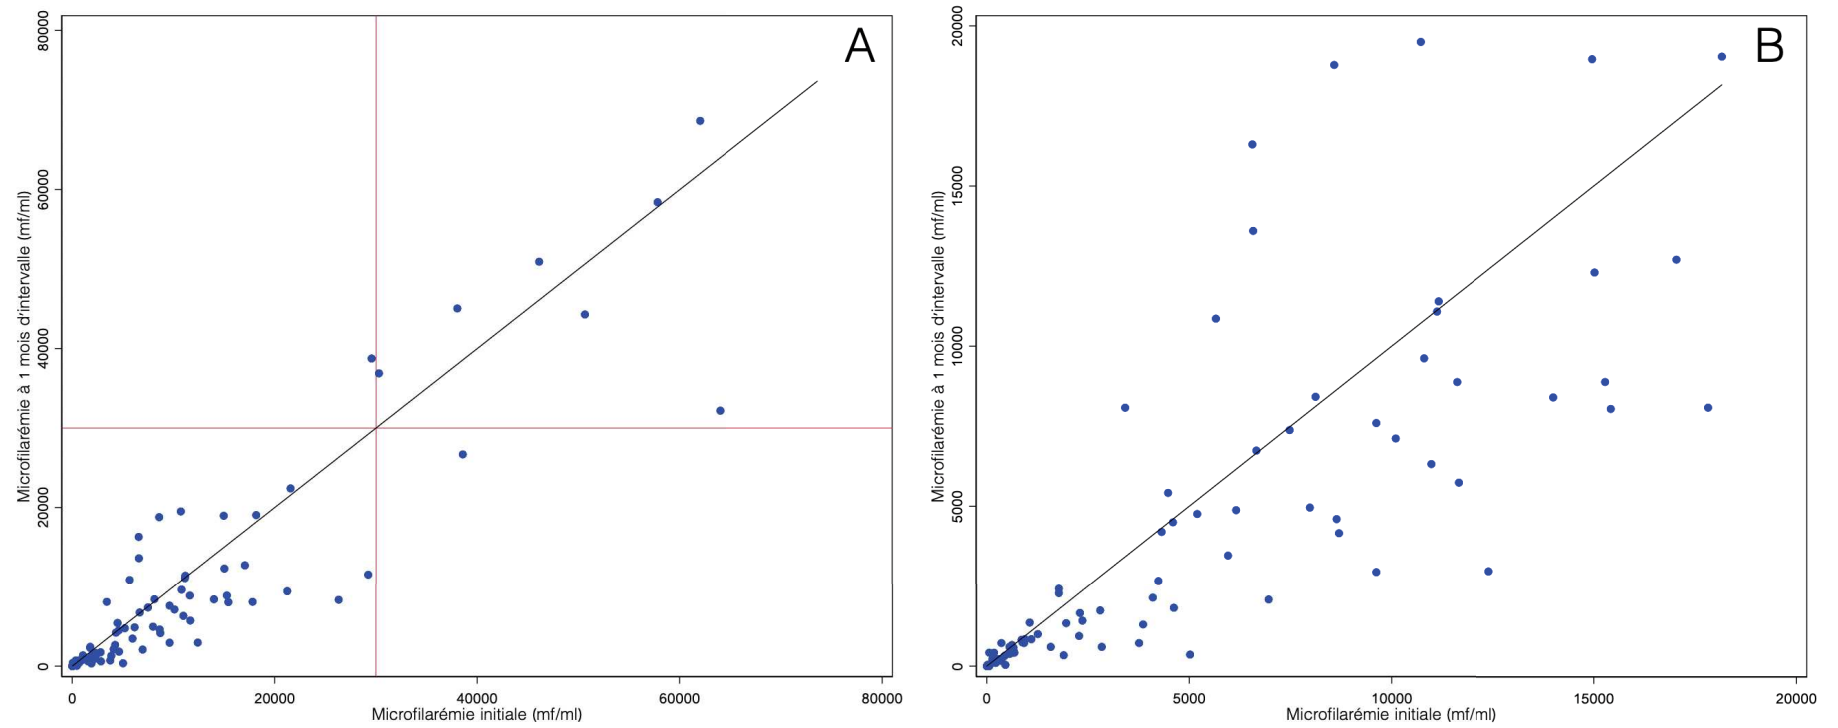 A
80000
60000
40000
20000
0
Microfilarémie à 1 mois d'intervalle (mf/ml)
0 20000 40000 60000 80000
Microfilarémie initiale (mf/ml)
B
20000
15000
10000
5000
0
Microfilarémie à 1 mois d'intervalle (mf/ml)
0 5000 10000 15000 20000
Microfilarémie initiale (mf/ml)